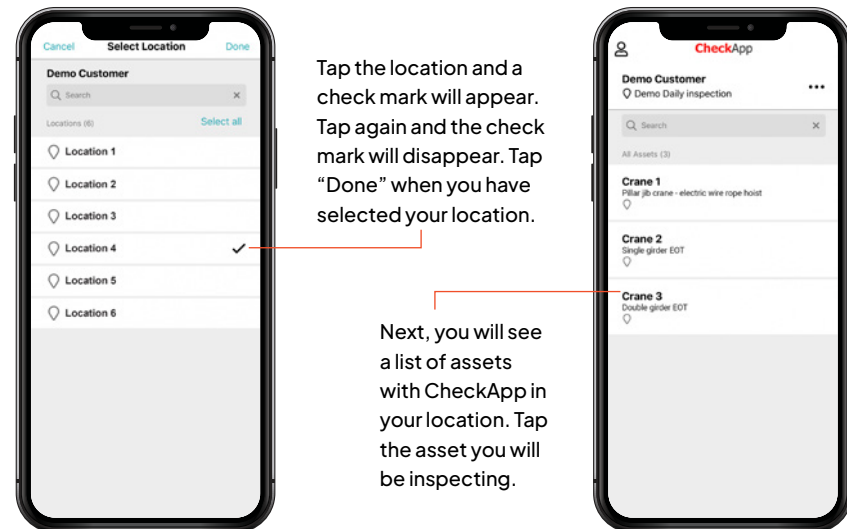 Cancel Select Location Done
Demo Customer
Search
Locations (6) Select all
Location 1
Location 2
Location 3
Location 4
Location 5
Location 6
Tap the location and a
check mark will appear.
Tap again and the check
mark will disappear. Tap
“Done” when you have
selected your location.
Next, you will see
a list of assets
with CheckApp in
your location. Tap
the asset you will
be inspecting.
CheckApp
Demo Customer
Demo Daily inspection
Search
All Assets (3)
Crane 1
Pillar jib crane - electric wire rope hoist
Crane 2
Single girder EOT
Crane 3
Double girder EOT